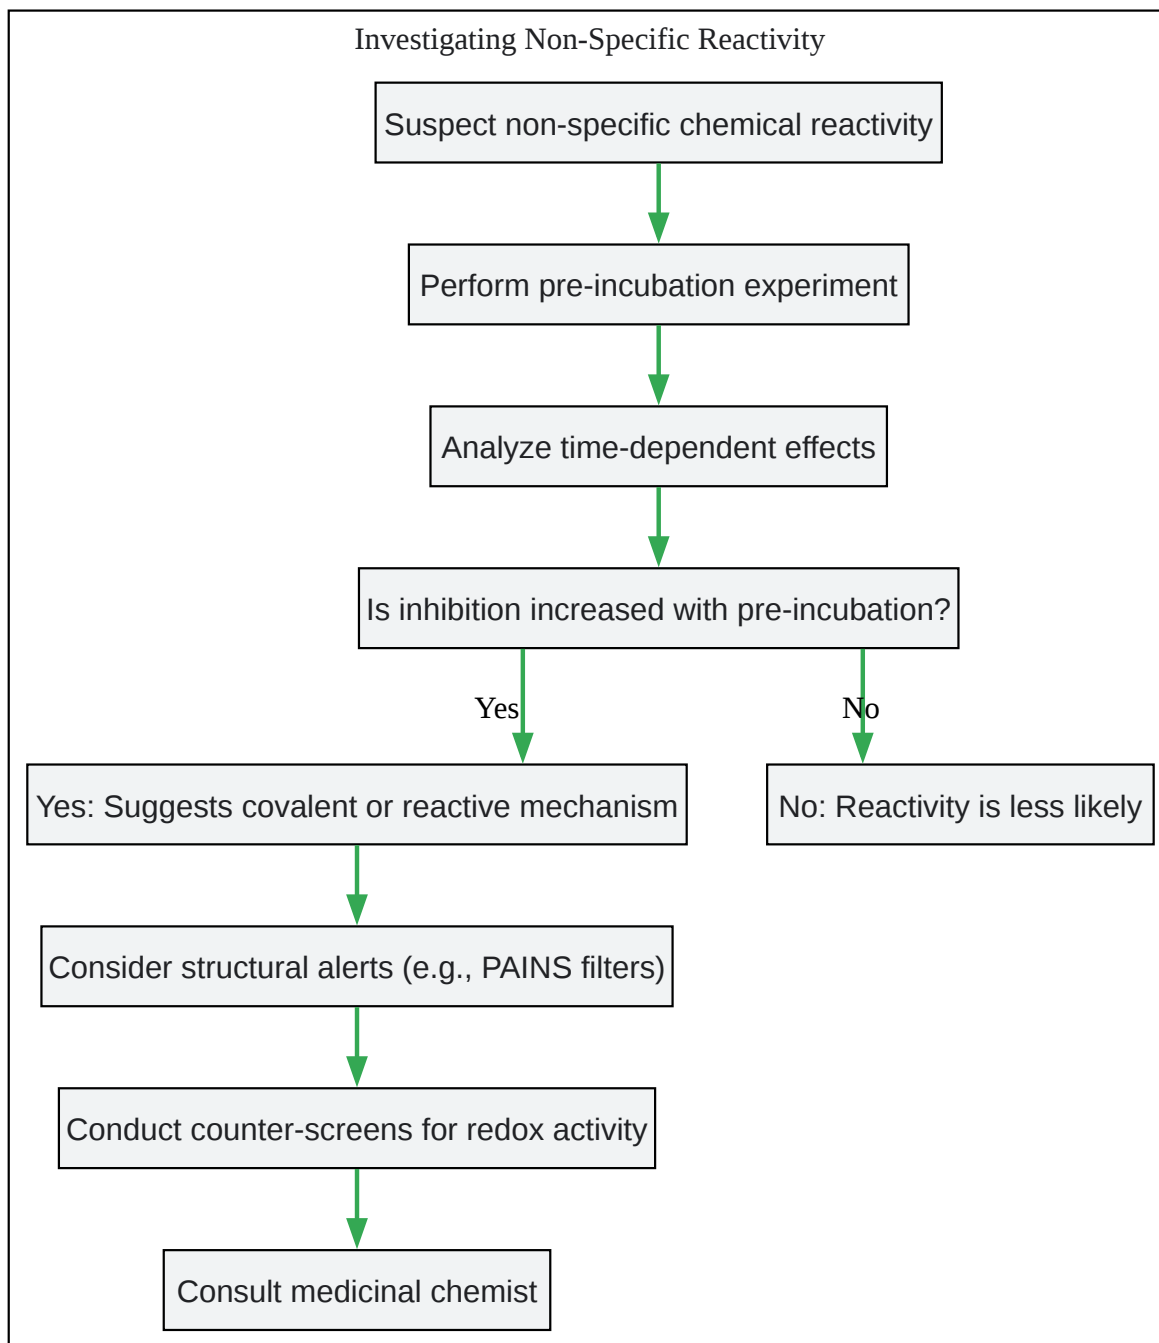 Investigating Non-Specific Reactivity
Suspect non-specific chemical reactivity
Perform pre-incubation experiment
Analyze time-dependent effects
Is inhibition increased with pre-incubation?
Yes
No
Yes: Suggests covalent or reactive mechanism
No: Reactivity is less likely
Consider structural alerts (e.g., PAINS filters)
Conduct counter-screens for redox activity
Consult medicinal chemist